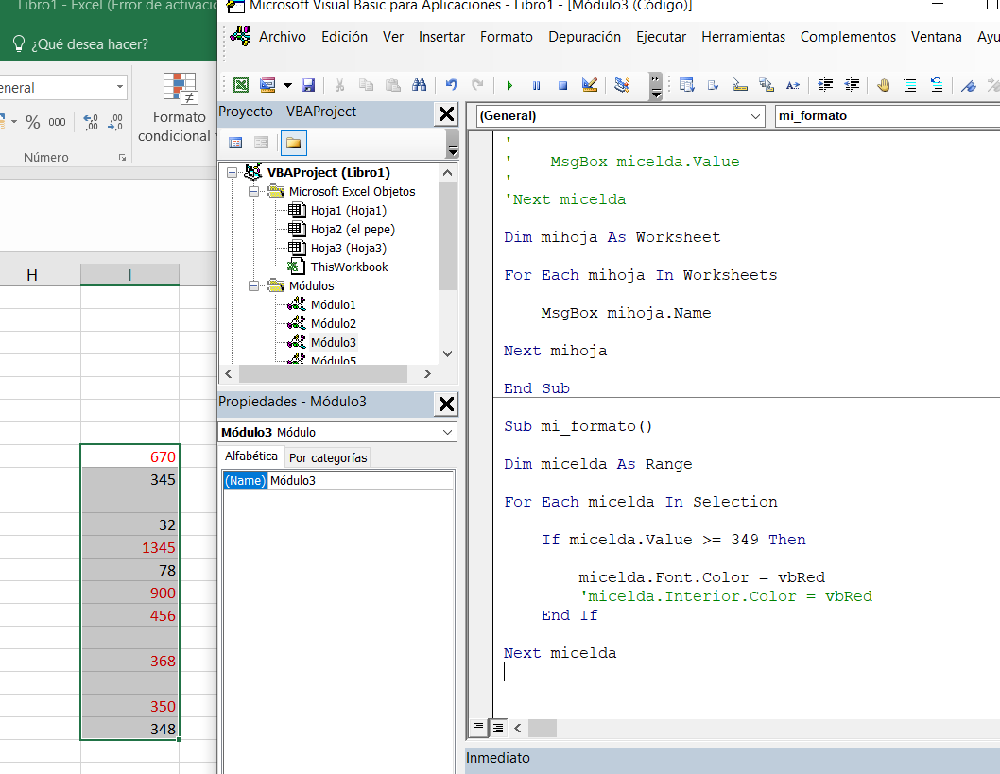 Libro1 - Excel (Error de activació
¿Qué desea hacer?
eneral
% 000
Formato
condicional
Número
H I
670
345
32
1345
78
900
456
368
350
348
Microsoft Visual Basic para Aplicaciones - Libro1 - [Módulo3 (Código)]
Archivo Edición Ver Insertar Formato Depuración Ejecutar Herramientas Complementos Ventana Ayu
Proyecto - VBAProject
VBAProject (Libro1)
Microsoft Excel Objetos
Hoja1 (Hoja1)
Hoja2 (el pepe)
Hoja3 (Hoja3)
ThisWorkbook
Módulos
Módulo1
Módulo2
Módulo3
Módulo5
Propiedades - Módulo3
Módulo3 Módulo
Alfabética Por categorías
(Name) Módulo3
(General) mi_formato
'
' MsgBox micelda.Value
'
'Next micelda
Dim mihoja As Worksheet
For Each mihoja In Worksheets
MsgBox mihoja.Name
Next mihoja
End Sub
Sub mi_formato()
Dim micelda As Range
For Each micelda In Selection
If micelda.Value >= 349 Then
micelda.Font.Color = vbRed
'micelda.Interior.Color = vbRed
End If
Next micelda
Inmediato